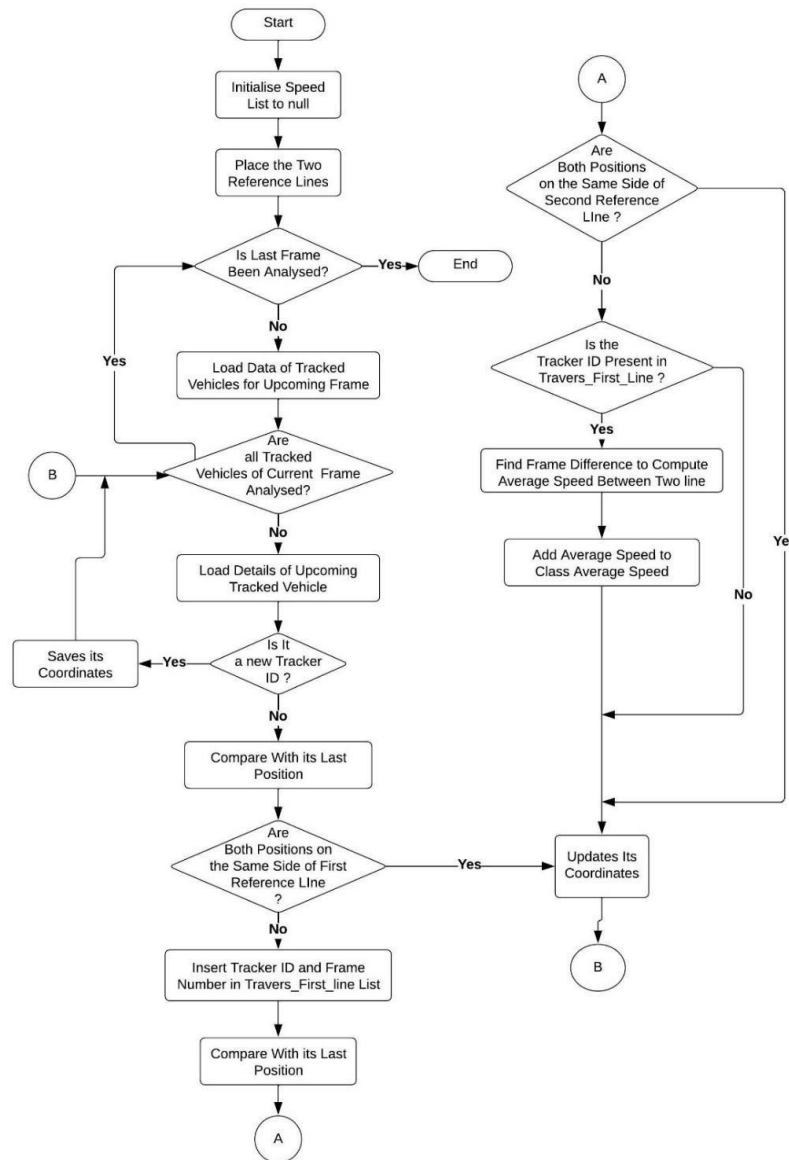 Start
Initialise Speed
List to null
Place the Two
Reference Lines
Is Last Frame
Been Analysed?
Yes
End
No
Yes
Load Data of Tracked
Vehicles for Upcoming Frame
B
Are
all Tracked
Vehicles of Current Frame
Analysed?
No
Load Details of Upcoming
Tracked Vehicle
Is It
a new Tracker
ID ?
Yes
Saves its
Coordinates
No
Compare With its Last
Position
Are
Both Positions on
the Same Side of First
Reference LIne
?
Yes
No
Insert Tracker ID and Frame
Number in Travers_First_line List
Compare With its Last
Position
A
A
Are
Both Positions
on the Same Side of
Second Reference
LIne ?
Ye
No
Is the
Tracker ID Present in
Travers_First_Line ?
Yes
No
Find Frame Difference to Compute
Average Speed Between Two line
Add Average Speed to
Class Average Speed
Updates Its
Coordinates
B